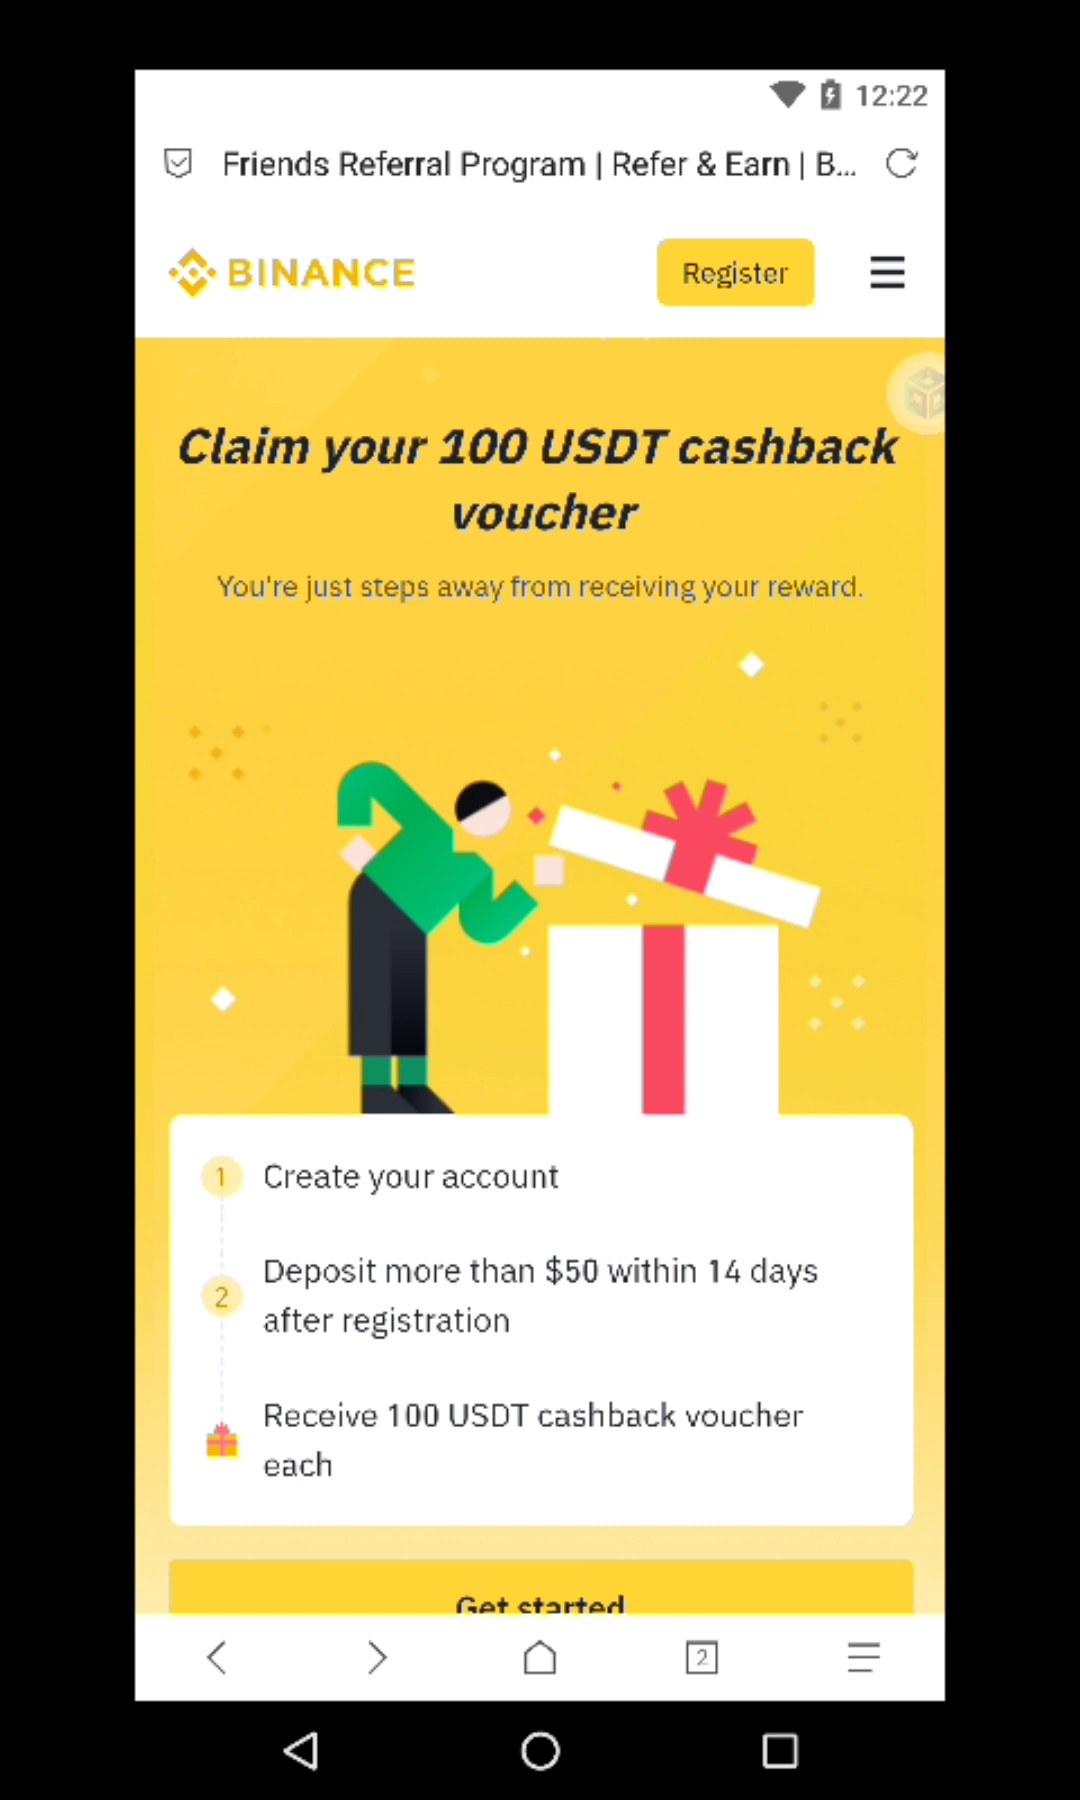 12:22
Friends Referral Program | Refer & Earn | B...
BINANCE
Register
Claim your 100 USDT cashback
voucher
You're just steps away from receiving your reward.
1
Create your account
2
Deposit more than $50 within 14 days
after registration
Receive 100 USDT cashback voucher
each
Get started
2